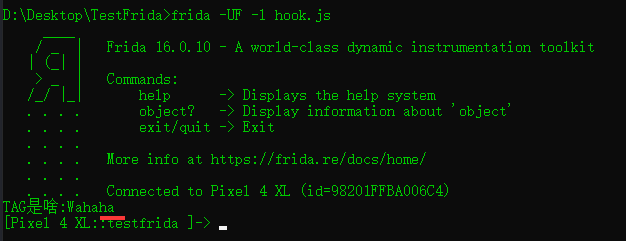 D:\Desktop\TestFrida>frida -UF -l hook.js
     ____
    / _  |   Frida 16.0.10 - A world-class dynamic instrumentation toolkit
   | (_| |
    > _  |   Commands:
   /_/ |_|       help      -> Displays the help system
   . . . .       object?   -> Display information about 'object'
   . . . .       exit/quit -> Exit
   . . . .
   . . . .   More info at https://frida.re/docs/home/
   . . . .
   . . . .   Connected to Pixel 4 XL (id=98201FFBA006C4)
TAG是啥:Wahaha
[Pixel 4 XL::testfrida ]->